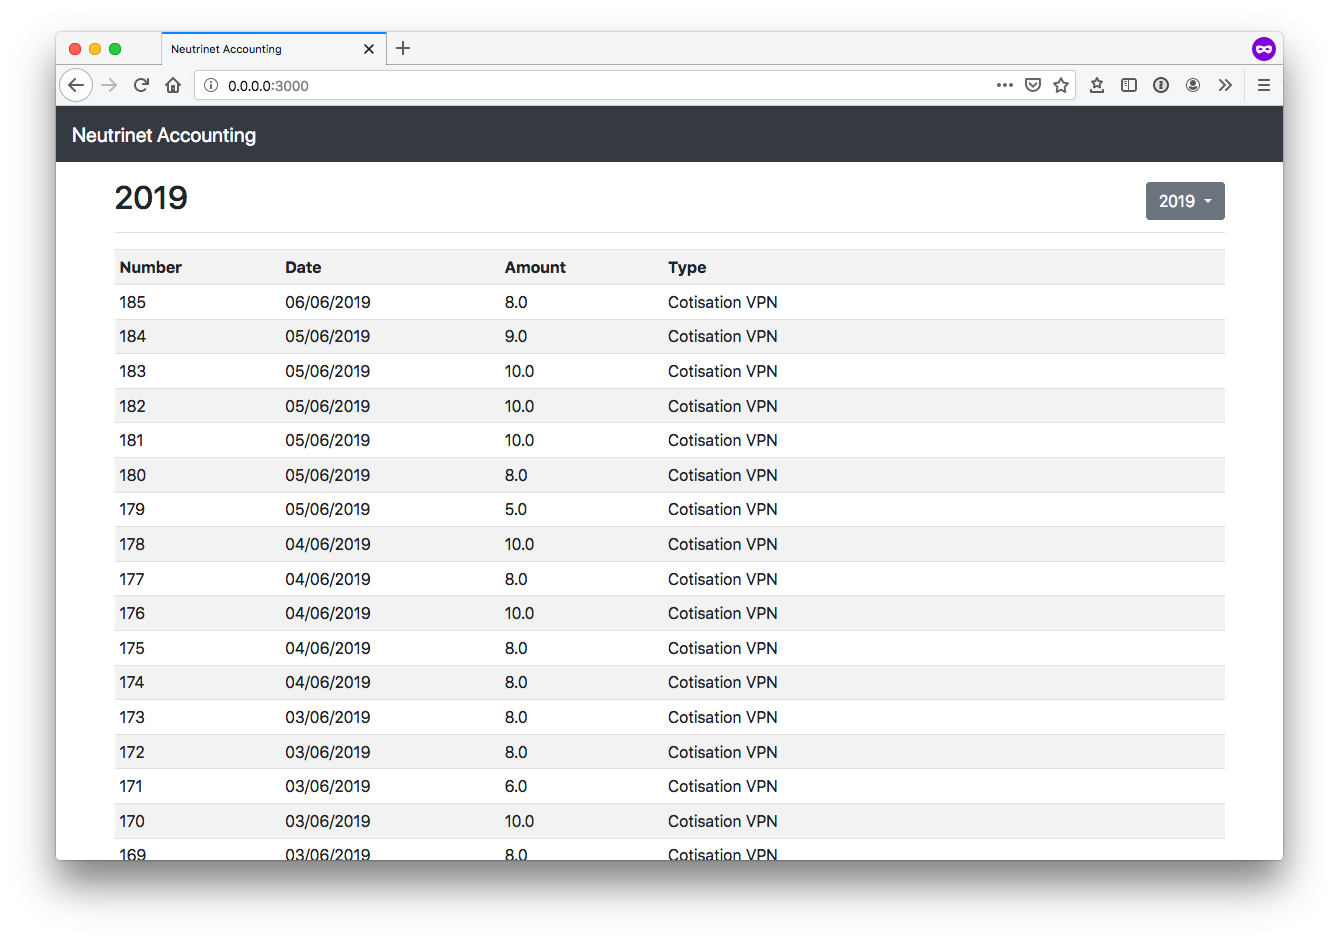 Neutrinet Accounting
0.0.0.0:3000
Neutrinet Accounting
2019
2019
Number Date Amount Type
185 06/06/2019 8.0 Cotisation VPN
184 05/06/2019 9.0 Cotisation VPN
183 05/06/2019 10.0 Cotisation VPN
182 05/06/2019 10.0 Cotisation VPN
181 05/06/2019 10.0 Cotisation VPN
180 05/06/2019 8.0 Cotisation VPN
179 05/06/2019 5.0 Cotisation VPN
178 04/06/2019 10.0 Cotisation VPN
177 04/06/2019 8.0 Cotisation VPN
176 04/06/2019 10.0 Cotisation VPN
175 04/06/2019 8.0 Cotisation VPN
174 04/06/2019 8.0 Cotisation VPN
173 03/06/2019 8.0 Cotisation VPN
172 03/06/2019 8.0 Cotisation VPN
171 03/06/2019 6.0 Cotisation VPN
170 03/06/2019 10.0 Cotisation VPN
169 03/06/2019 8.0 Cotisation VPN